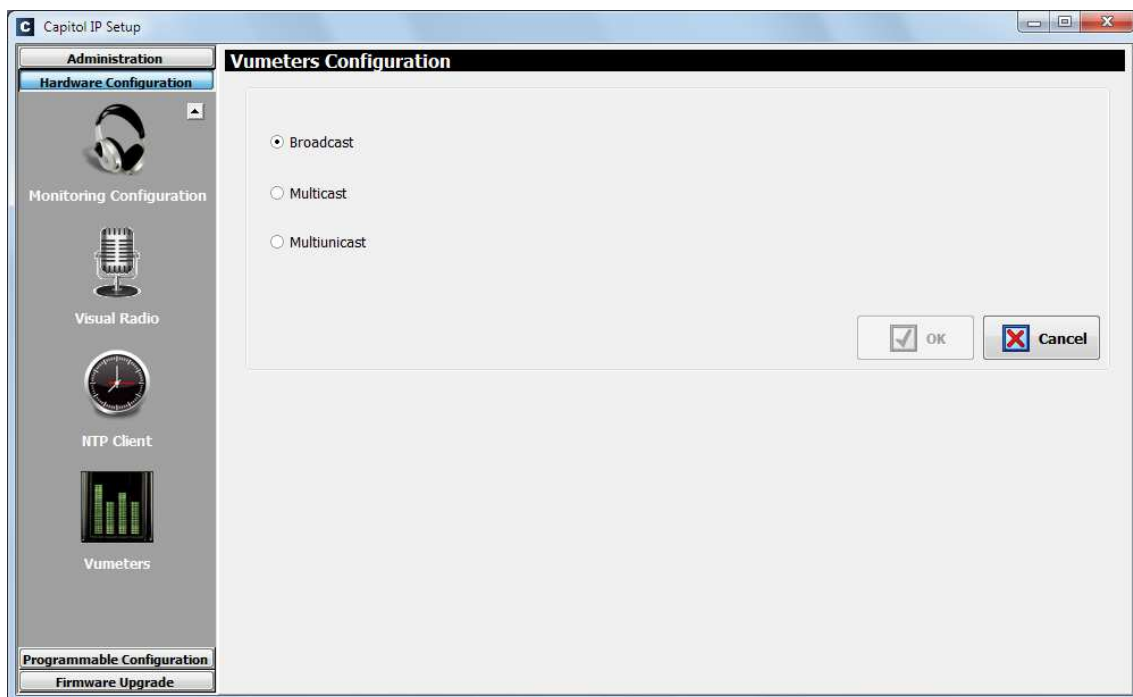 C Capitol IP Setup
Administration
Hardware Configuration
Monitoring Configuration
Visual Radio
NTP Client
Vumeters
Programmable Configuration
Firmware Upgrade
Vumeters Configuration
Broadcast
Multicast
Multiunicast
OK
Cancel